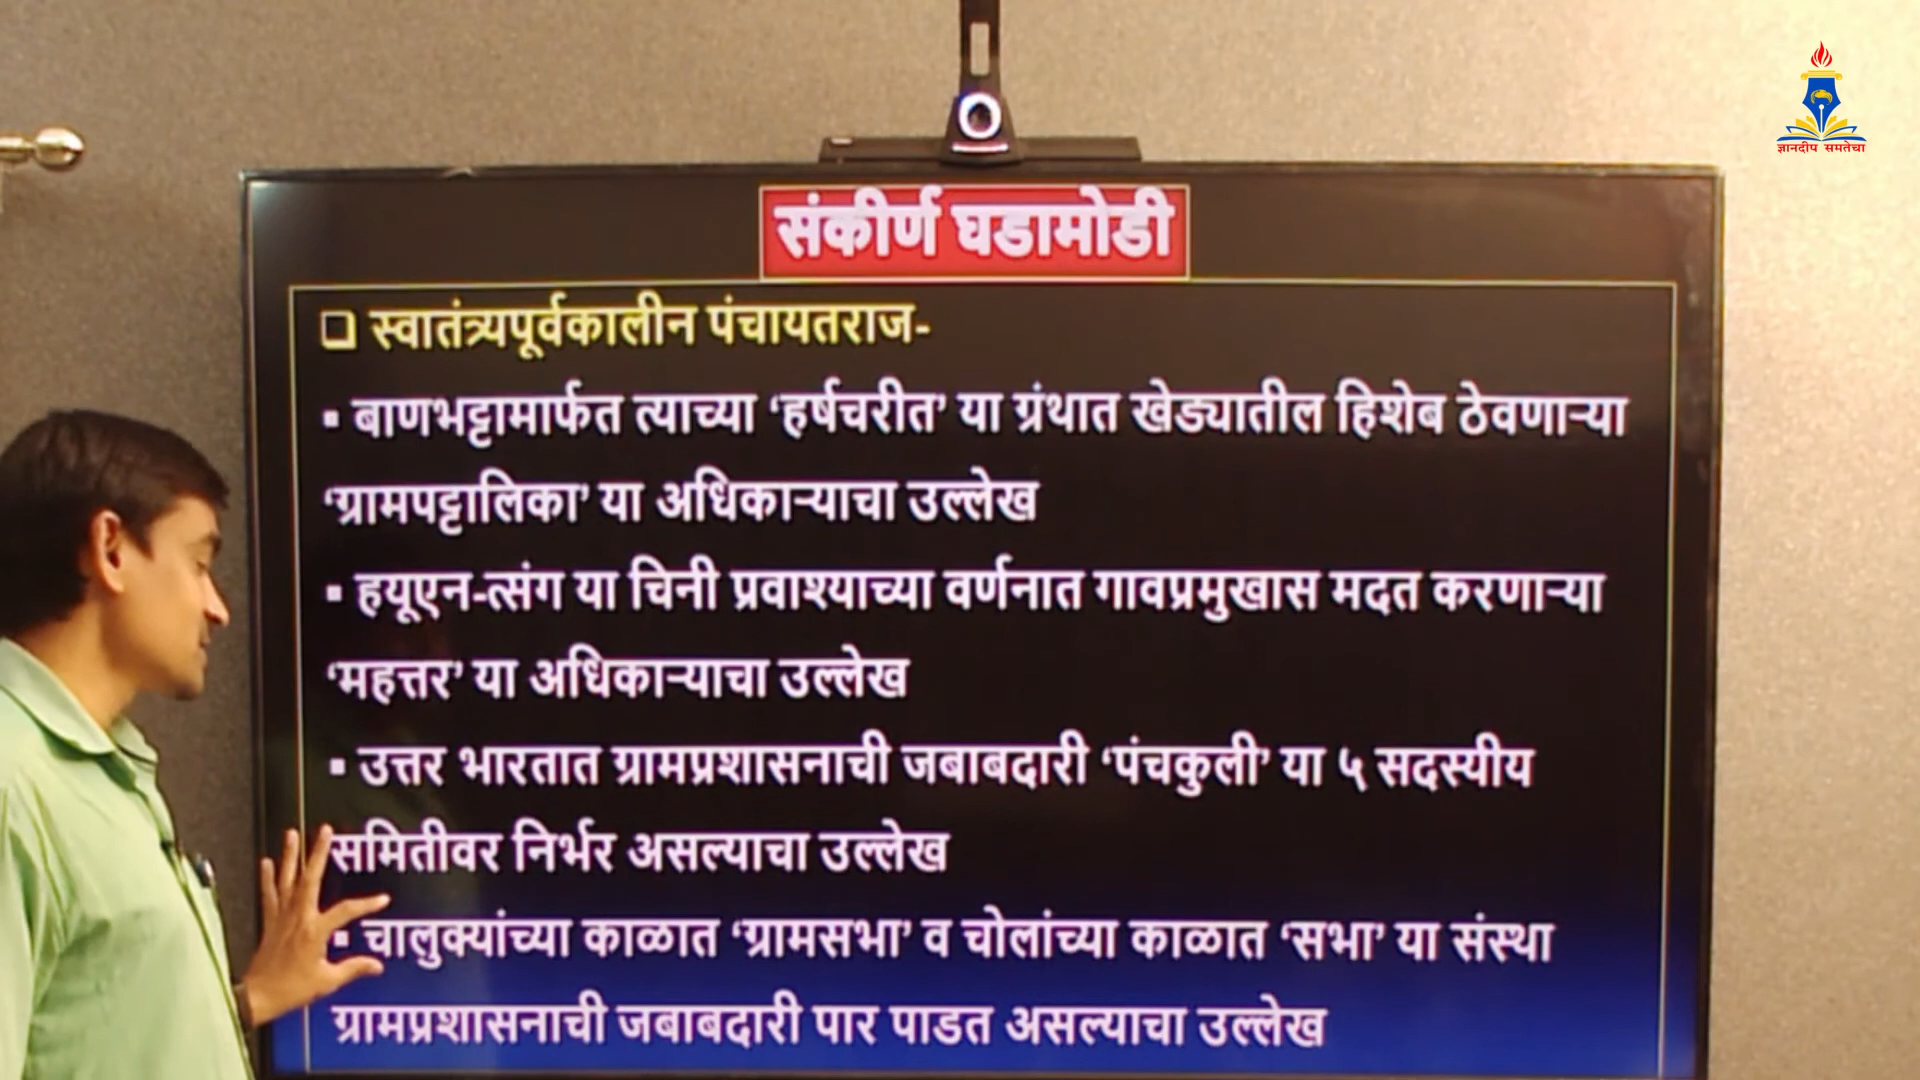 ज्ञानदीप समतेचा
संकीर्ण घडामोडी
❑ स्वातंत्र्यपूर्वकालीन पंचायतराज-
▪ बाणभट्टामार्फत त्याच्या ‘हर्षचरीत’ या ग्रंथात खेड्यातील हिशेब ठेवणाऱ्या
‘ग्रामपट्टालिका’ या अधिकाऱ्याचा उल्लेख
▪ हयूएन-त्संग या चिनी प्रवाश्याच्या वर्णनात गावप्रमुखास मदत करणाऱ्या
‘महत्तर’ या अधिकाऱ्याचा उल्लेख
▪ उत्तर भारतात ग्रामप्रशासनाची जबाबदारी ‘पंचकुली’ या ५ सदस्यीय
समितीवर निर्भर असल्याचा उल्लेख
▪ चालुक्यांच्या काळात ‘ग्रामसभा’ व चोलांच्या काळात ‘सभा’ या संस्था
ग्रामप्रशासनाची जबाबदारी पार पाडत असल्याचा उल्लेख